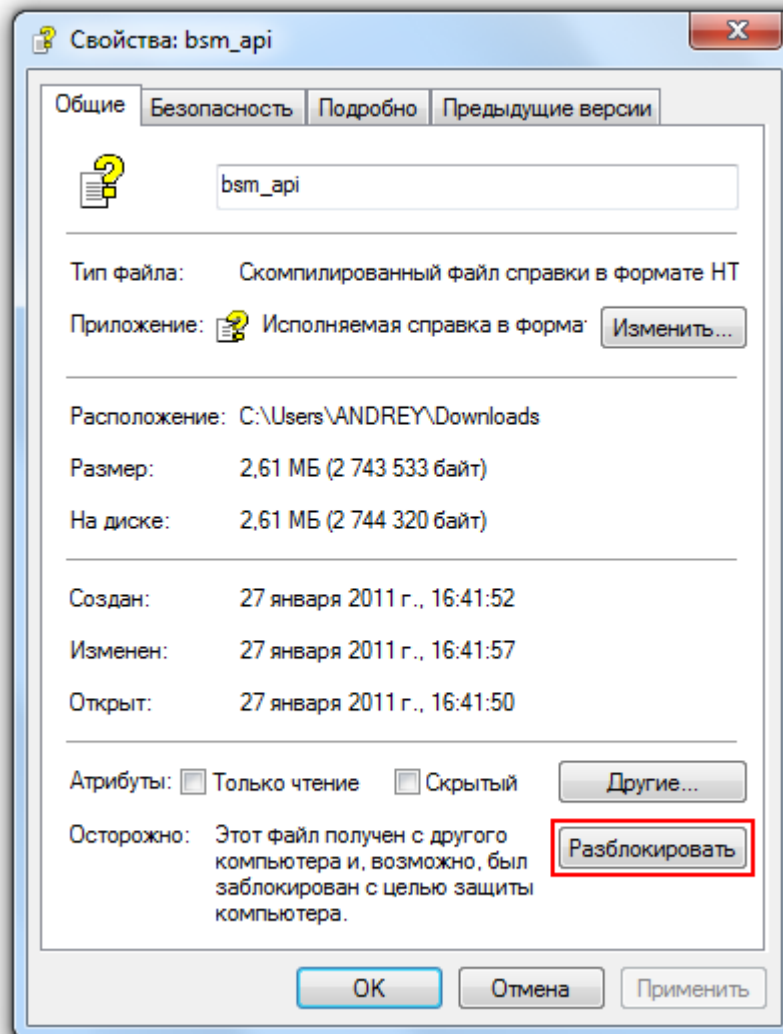 Свойства: bsm_api
Общие Безопасность Подробно Предыдущие версии
bsm_api
Тип файла: Скомпилированный файл справки в формате HT
Приложение: Исполняемая справка в форма Изменить...
Расположение: C:\Users\ANDREY\Downloads
Размер: 2,61 МБ (2 743 533 байт)
На диске: 2,61 МБ (2 744 320 байт)
Создан: 27 января 2011 г., 16:41:52
Изменен: 27 января 2011 г., 16:41:57
Открыт: 27 января 2011 г., 16:41:50
Атрибуты: Только чтение Скрытый Другие...
Осторожно: Этот файл получен с другого Разблокировать
компьютера и, возможно, был
заблокирован с целью защиты
компьютера.
OK Отмена Применить